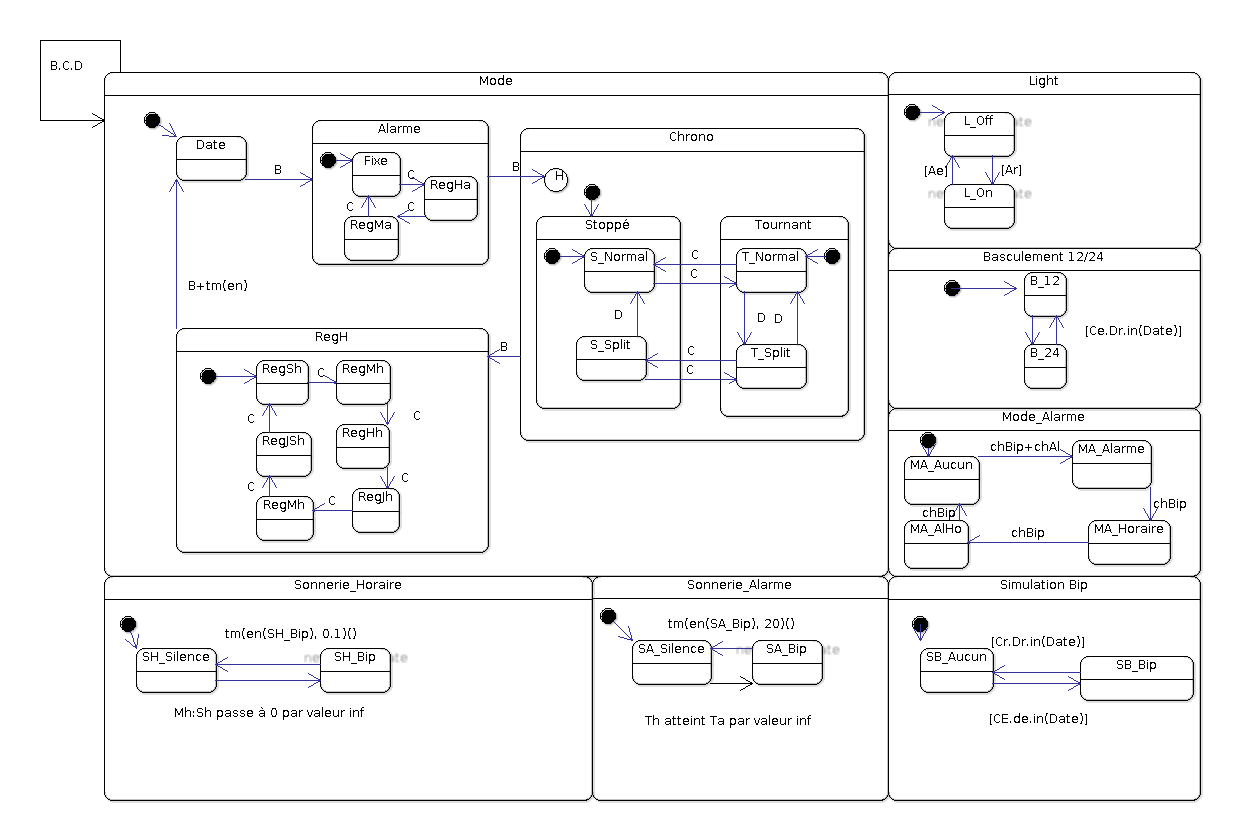 B.C.D
Mode
Date
B
Alarme
Fixe
C
RegHa
C
C
RegMa
B
Chrono
H
Stoppé
Tournant
S_Normal
C
C
T_Normal
D
D
D
S_Split
C
C
T_Split
B
B+tm(en)
RegH
RegSh
C
RegMh
C
C
RegHh
RegJSh
C
C
RegMh
C
RegJh
Light
L_Off
[Ae]
[Ar]
L_On
Basculement 12/24
B_12
[Ce.Dr.in(Date)]
B_24
Mode_Alarme
MA_Aucun
chBip+chAl
MA_Alarme
chBip
chBip
MA_AlHo
chBip
MA_Horaire
Sonnerie_Horaire
tm(en(SH_Bip), 0.1)()
SH_Silence
SH_Bip
Mh:Sh passe à 0 par valeur inf
Sonnerie_Alarme
tm(en(SA_Bip), 20)()
SA_Silence
SA_Bip
Th atteint Ta par valeur inf
Simulation Bip
[Cr.Dr.in(Date)]
SB_Aucun
SB_Bip
[CE.de.in(Date)]